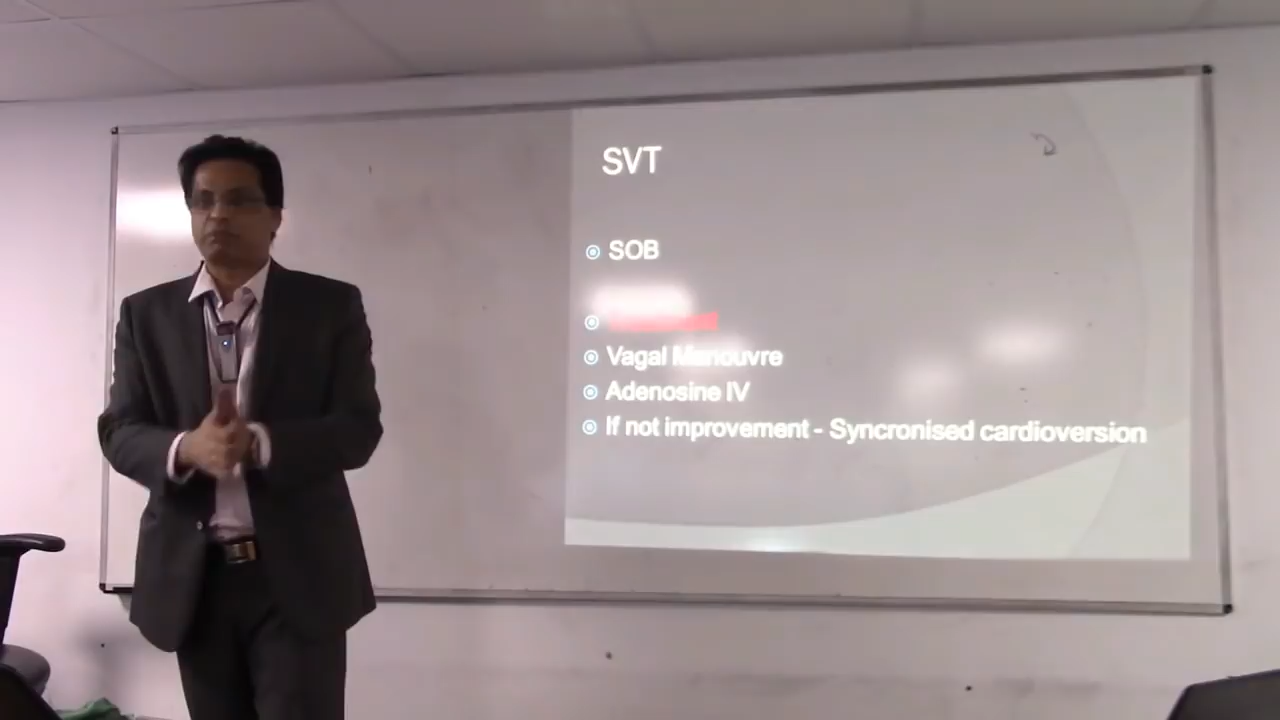 SVT
SOB
Vagal Manouvre
Adenosine IV
If not improvement - Syncronised cardioversion